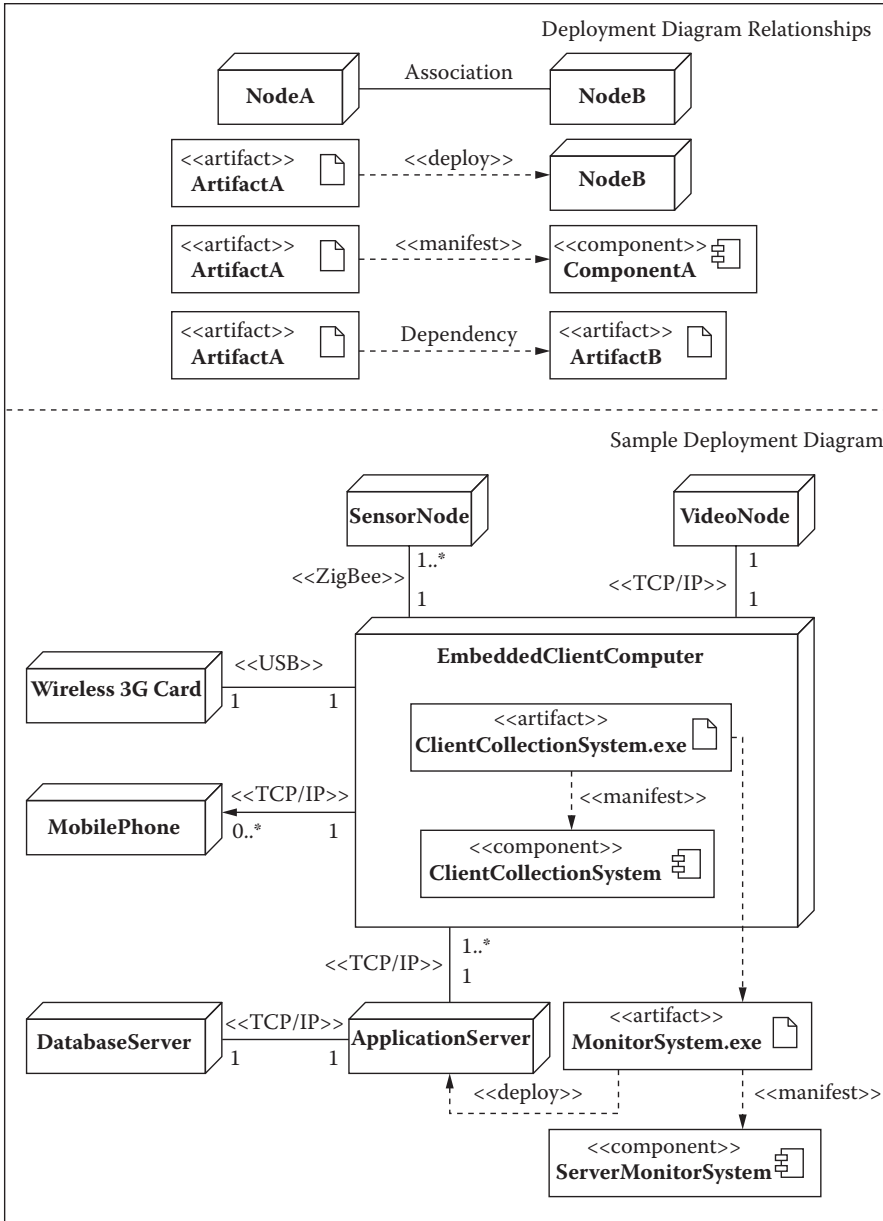 Deployment Diagram Relationships
Association
NodeA
NodeB
<<artifact>>
ArtifactA
<<deploy>>
NodeB
<<artifact>>
ArtifactA
<<manifest>>
<<component>>
ComponentA
<<artifact>>
ArtifactA
Dependency
<<artifact>>
ArtifactB
Sample Deployment Diagram
SensorNode
VideoNode
1..*
<<ZigBee>>
1
1
<<TCP/IP>>
1
EmbeddedClientComputer
<<USB>>
Wireless 3G Card
1
1
<<artifact>>
ClientCollectionSystem.exe
<<manifest>>
<<TCP/IP>>
MobilePhone
0..*
1
<<component>>
ClientCollectionSystem
1..*
<<TCP/IP>>
1
<<TCP/IP>>
DatabaseServer
1
1
ApplicationServer
<<artifact>>
MonitorSystem.exe
<<deploy>>
<<manifest>>
<<component>>
ServerMonitorSystem